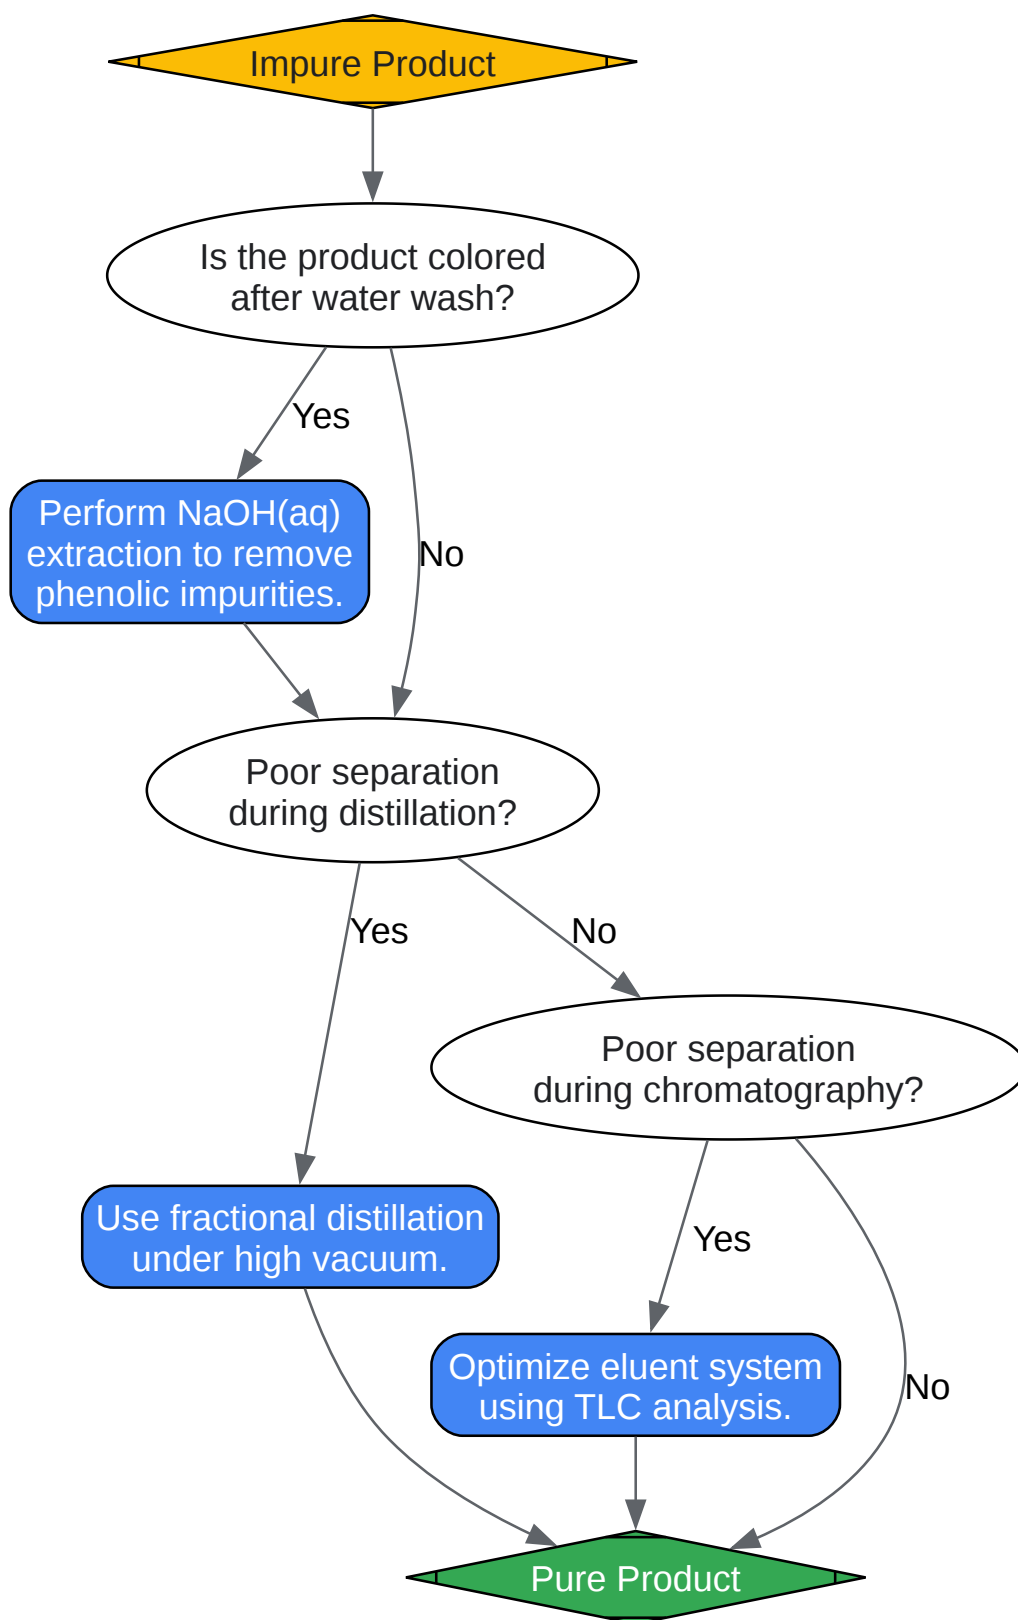 Impure Product
Is the product colored
after water wash?
Yes
Perform NaOH(aq)
extraction to remove
phenolic impurities.
No
Poor separation
during distillation?
Yes
No
Poor separation
during chromatography?
Use fractional distillation
under high vacuum.
Yes
Optimize eluent system
using TLC analysis.
No
Pure Product